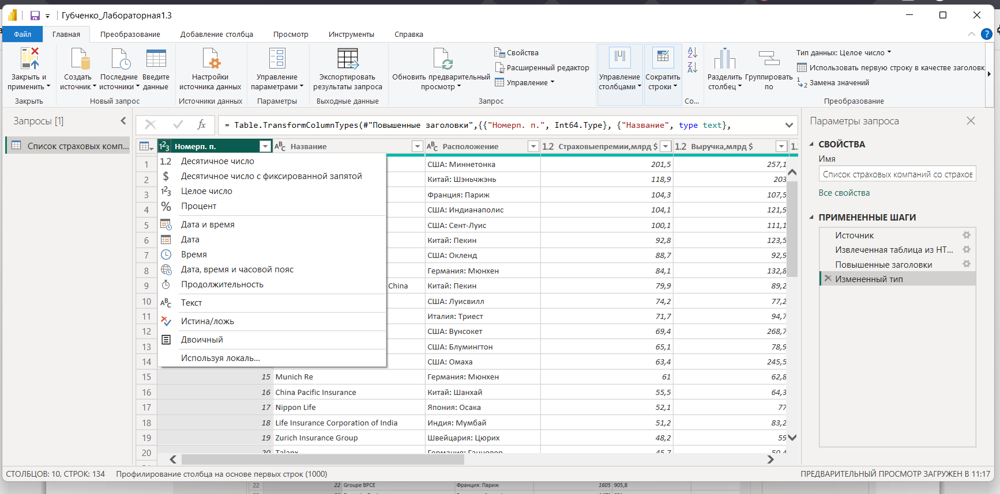 Губченко_Лабораторная1.3
Файл
Главная
Преобразование
Добавление столбца
Просмотр
Инструменты
Справка
Закрыть и применить
Создать источник
Последние источники
Введите данные
Настройки источника данных
Управление параметрами
Экспортировать результаты запроса
Обновить предварительный просмотр
Свойства
Расширенный редактор
Управление
Управление столбцами
Сократить строки
Разделить столбец
Группировать по
Тип данных: Целое число
Использовать первую строку в качестве заголовк
Замена значений
Закрыть
Новый запрос
Источники данных
Параметры
Выходные данные
Запрос
Со...
Преобразование
Запросы [1]
Список страховых комп...
= Table.TransformColumnTypes(#"Повышенные заголовки",{{"Номерп. п.", Int64.Type}, {"Название", type text},
Номерп. п.
Название
Расположение
1.2 Страховыепремии,млрд $
1.2 Выручка,млрд $
1.2 Десятичное число
$ Десятичное число с фиксированной запятой
Целое число
% Процент
Дата и время
Дата
Время
Дата, время и часовой пояс
Продолжительность
Текст
Истина/ложь
Двоичный
Используя локаль...
1 США: Миннетонка 201,5 257,1
2 Китай: Шэньчжэнь 118,9 203
3 Франция: Париж 104,3 107,5
4 США: Индианаполис 104,1 121,9
5 США: Сент-Луис 100,1 111,1
6 Китай: Пекин 92,8 123,5
7 США: Окленд 88,7 92,9
8 Германия: Мюнхен 84,1 132,8
9 China Китай: Пекин 79,9 89,2
10 США: Луисвилл 74,2 77,2
11 Италия: Триест 71,7 94,7
12 США: Вунсокет 69,4 268,7
13 США: Блумингтон 65,1 78,9
14 США: Омаха 63,4 245,5
15 15 Munich Re Германия: Мюнхен 61 62,8
16 16 China Pacific Insurance Китай: Шанхай 55,5 64,3
17 17 Nippon Life Япония: Осака 52,1 77
18 18 Life Insurance Corporation of India Индия: Мумбай 51,2 83,2
19 19 Zurich Insurance Group Швейцария: Цюрих 48,2 59
20 20 Talanx Германия: Ганновер 45,7 50,4
Параметры запроса
СВОЙСТВА
Имя
Список страховых компаний со страхов
Все свойства
ПРИМЕНЕННЫЕ ШАГИ
Источник
Извлеченная таблица из HT...
Повышенные заголовки
Измененный тип
СТОЛБЦОВ: 10, СТРОК: 134
Профилирование столбца на основе первых строк (1000)
ПРЕДВАРИТЕЛЬНЫЙ ПРОСМОТР ЗАГРУЖЕН В 11:17
22 22 Groupe BPCE Франция: Париж 1605 905,8